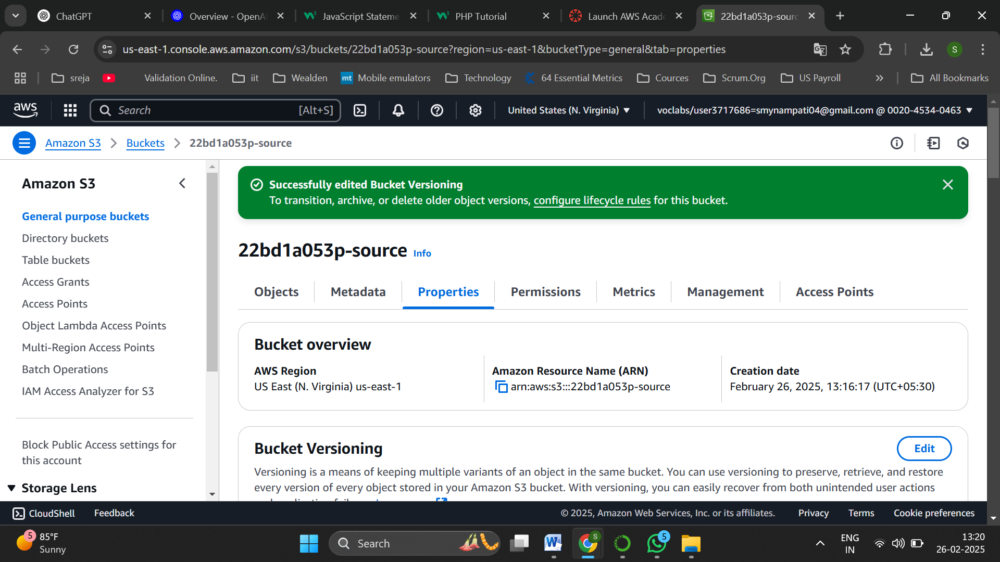 ChatGPT
Overview - OpenA
JavaScript Stateme
PHP Tutorial
Launch AWS Acade
22bd1a053p-sourc
us-east-1.console.aws.amazon.com/s3/buckets/22bd1a053p-source?region=us-east-1&bucketType=general&tab=properties
S
sreja
Validation Online.
iit
Wealden
mt
Mobile emulators
Technology
64 Essential Metrics
Cources
Scrum.Org
US Payroll
»
All Bookmarks
aws
Search
[Alt+S]
United States (N. Virginia)
voclabs/user3717686=smynampati04@gmail.com @ 0020-4534-0463
Amazon S3
Buckets
22bd1a053p-source
Amazon S3
General purpose buckets
Directory buckets
Table buckets
Access Grants
Access Points
Object Lambda Access Points
Multi-Region Access Points
Batch Operations
IAM Access Analyzer for S3
Block Public Access settings for
this account
Storage Lens
Successfully edited Bucket Versioning
To transition, archive, or delete older object versions, configure lifecycle rules for this bucket.
22bd1a053p-source
Info
Objects
Metadata
Properties
Permissions
Metrics
Management
Access Points
Bucket overview
AWS Region
US East (N. Virginia) us-east-1
Amazon Resource Name (ARN)
arn:aws:s3:::22bd1a053p-source
Creation date
February 26, 2025, 13:16:17 (UTC+05:30)
Bucket Versioning
Edit
Versioning is a means of keeping multiple variants of an object in the same bucket. You can use versioning to preserve, retrieve, and restore
every version of every object stored in your Amazon S3 bucket. With versioning, you can easily recover from both unintended user actions
CloudShell
Feedback
© 2025, Amazon Web Services, Inc. or its affiliates.
Privacy
Terms
Cookie preferences
5
85°F
Sunny
Search
W
S
5
ENG
IN
13:20
26-02-2025